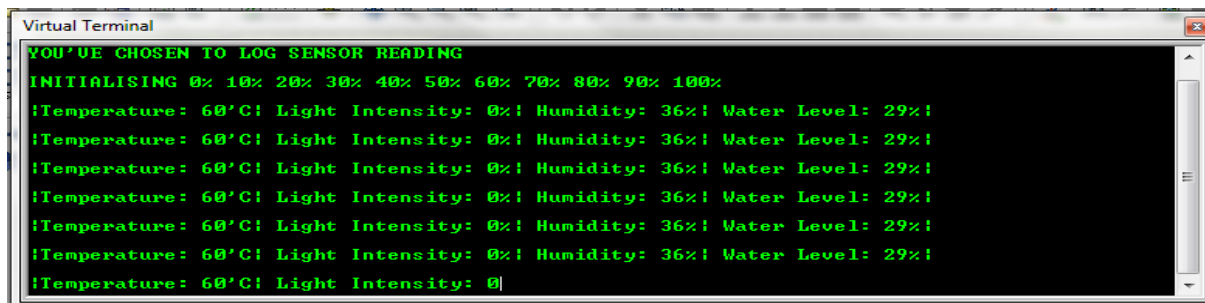 Virtual Terminal
YOU'VE CHOSEN TO LOG SENSOR READING
INITIALISING 0% 10% 20% 30% 40% 50% 60% 70% 80% 90% 100%
¦Temperature: 60'C¦ Light Intensity: 0%¦ Humidity: 36%¦ Water Level: 29%¦
¦Temperature: 60'C¦ Light Intensity: 0%¦ Humidity: 36%¦ Water Level: 29%¦
¦Temperature: 60'C¦ Light Intensity: 0%¦ Humidity: 36%¦ Water Level: 29%¦
¦Temperature: 60'C¦ Light Intensity: 0%¦ Humidity: 36%¦ Water Level: 29%¦
¦Temperature: 60'C¦ Light Intensity: 0%¦ Humidity: 36%¦ Water Level: 29%¦
¦Temperature: 60'C¦ Light Intensity: 0%¦ Humidity: 36%¦ Water Level: 29%¦
¦Temperature: 60'C¦ Light Intensity: 0